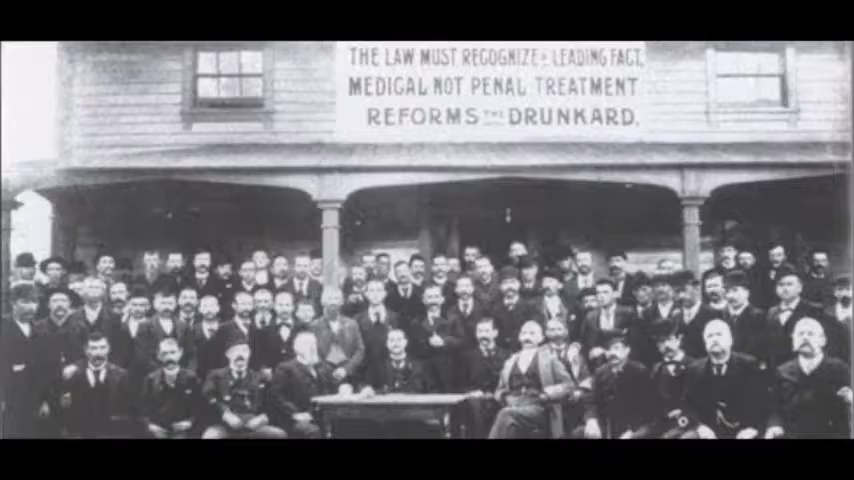 THE LAW MUST RECOGNIZE A LEADING FACT,
MEDICAL NOT PENAL TREATMENT
REFORMS THE DRUNKARD.